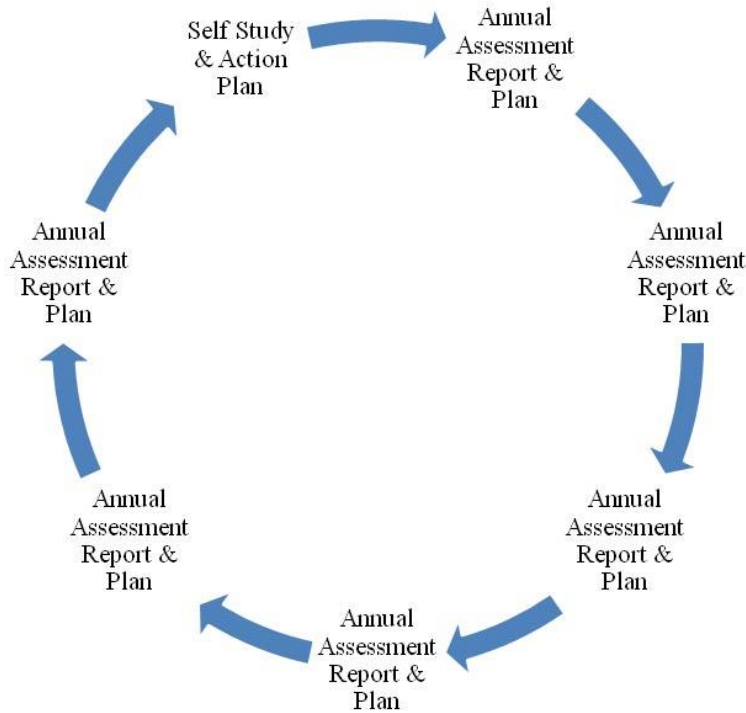 Self Study
& Action
Plan
Annual
Assessment
Report &
Plan
Annual
Assessment
Report &
Plan
Annual
Assessment
Report &
Plan
Annual
Assessment
Report &
Plan
Annual
Assessment
Report &
Plan
Annual
Assessment
Report &
Plan